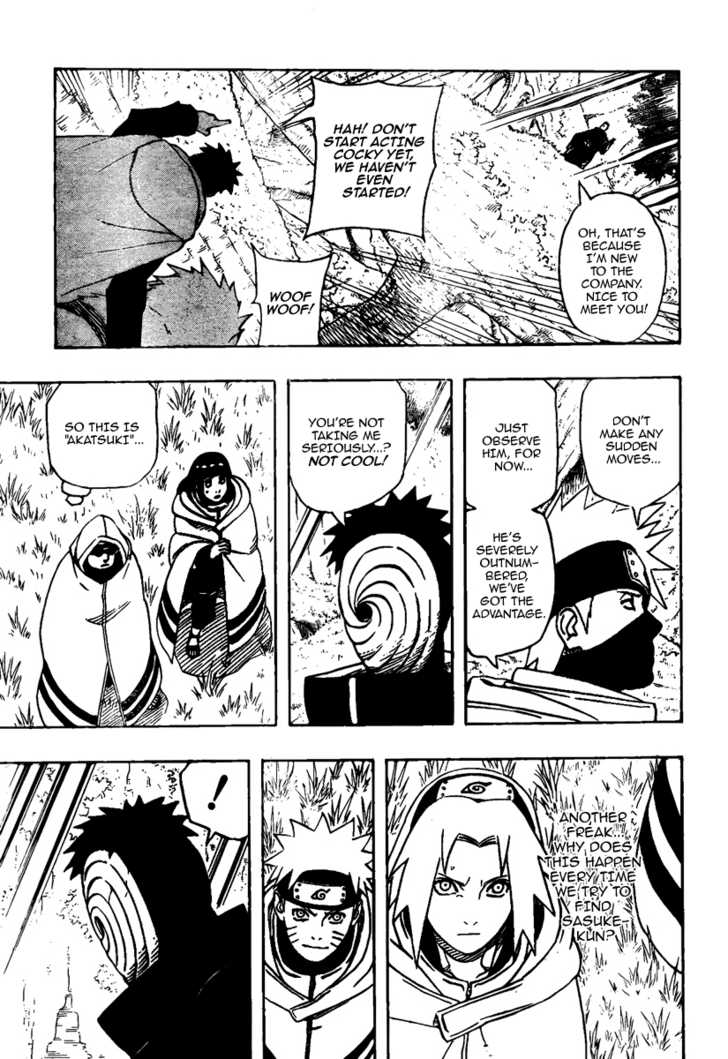 OH, THAT'S
BECAUSE
I'M NEW
TO THE
COMPANY.
NICE TO
MEET YOU!
HAH! DON'T
START ACTING
COCKY YET,
WE HAVEN'T
EVEN
STARTED!
WOOF
WOOF!
DON'T
MAKE ANY
SUDDEN
MOVES...
JUST
OBSERVE
HIM, FOR
NOW...
HE'S
SEVERELY
OUTNUM-
BERED,
WE'VE
GOT THE
ADVANTAGE.
YOU'RE NOT
TAKING ME
SERIOUSLY...?
NOT COOL!
SO THIS IS
"AKATSUKI"...
ANOTHER
FREAK...
WHY DOES
THIS HAPPEN
EVERY TIME
WE TRY TO
FIND
SASUKE-
KUN?
!